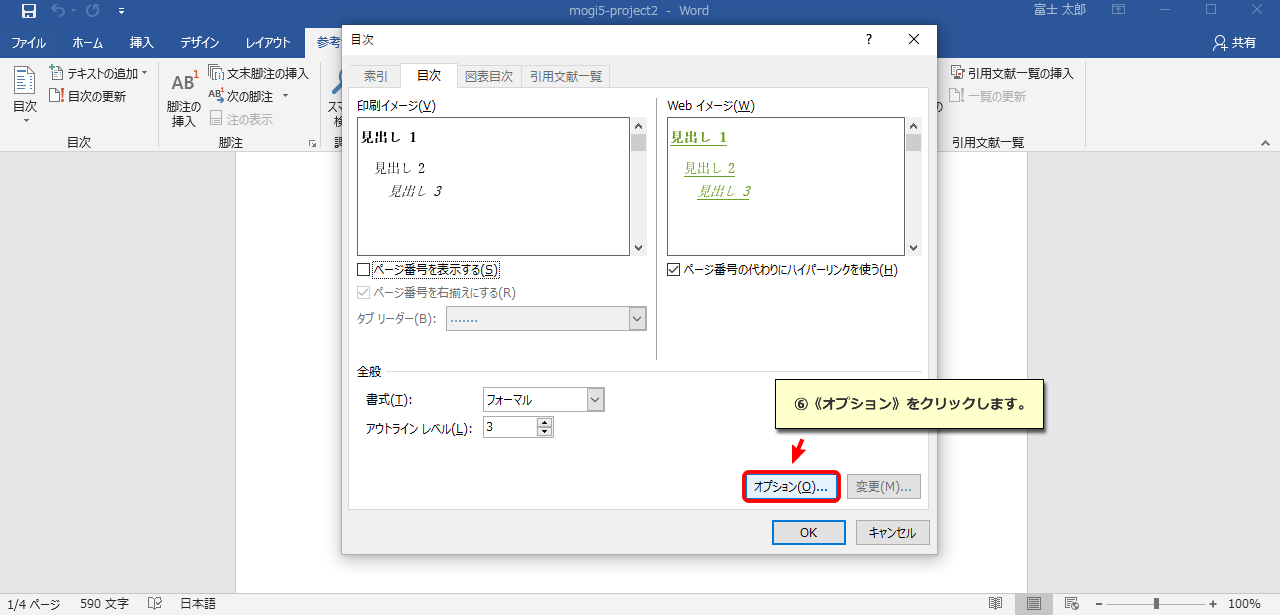 mogi5-project2 - Word
富士 太郎
ファイル
ホーム
挿入
デザイン
レイアウト
参考
共有
目次
テキストの追加
目次の更新
目次
AB1
脚注の
挿入
文末脚注の挿入
AB1 次の脚注
注の表示
脚注
スマ
検
調
の
引用文献一覧の挿入
一覧の更新
引用文献一覧
目次
?
索引
目次
図表目次
引用文献一覧
印刷イメージ(V)
見出し 1
見出し 2
見出し 3
Web イメージ(W)
見出し 1
見出し 2
見出し 3
ページ番号を表示する(S)
ページ番号を右揃えにする(R)
タブ リーダー(B):
.......
ページ番号の代わりにハイパーリンクを使う(H)
全般
書式(T):
フォーマル
アウトライン レベル(L):
3
⑥《オプション》をクリックします。
オプション(O)...
変更(M)...
OK
キャンセル
1/4 ページ
590 文字
日本語
100%